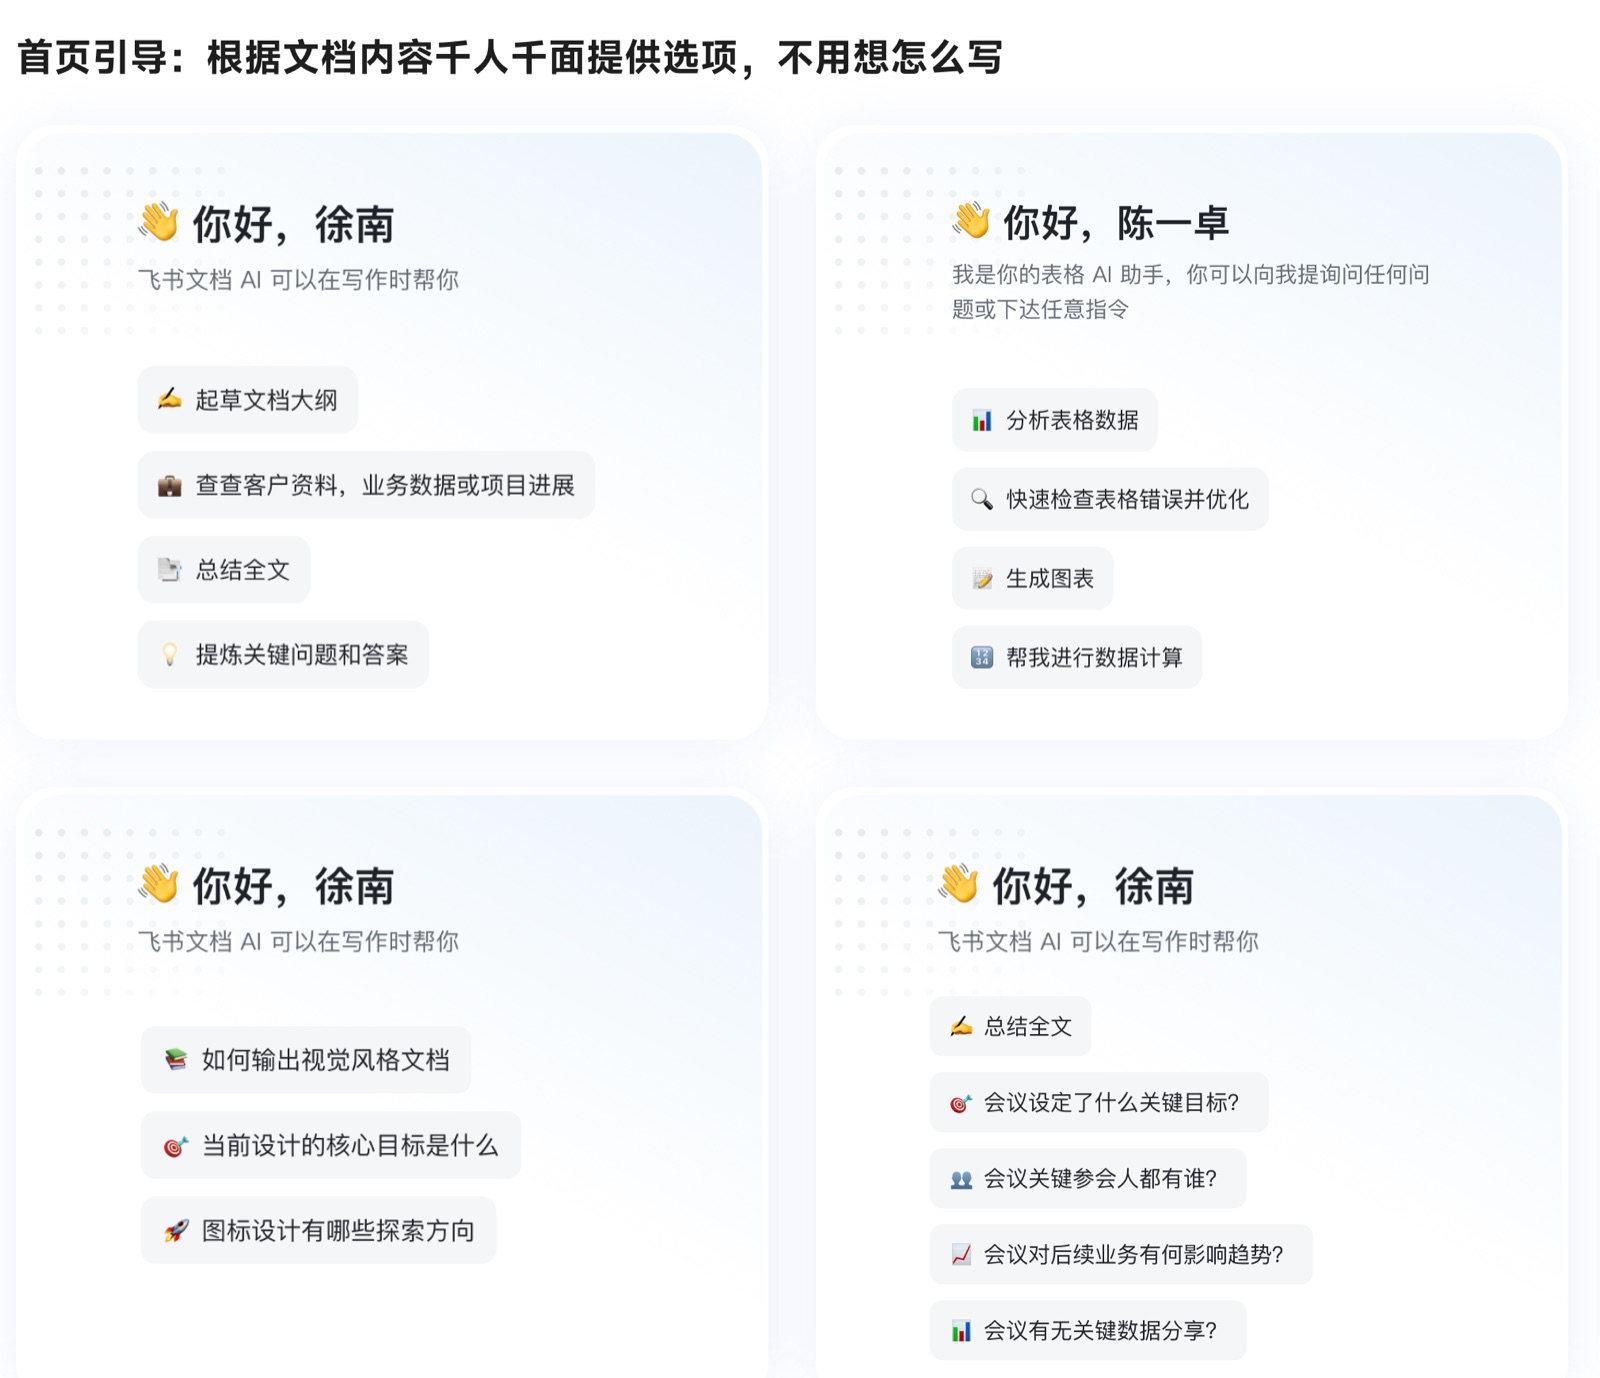 首页引导：根据文档内容千人千面提供选项，不用想怎么写
你好，徐南
飞书文档 AI 可以在写作时帮你
起草文档大纲
查查客户资料，业务数据或项目进展
总结全文
提炼关键问题和答案
你好，陈一卓
我是你的表格 AI 助手，你可以向我提询问任何问
题或下达任意指令
分析表格数据
快速检查表格错误并优化
生成图表
帮我进行数据计算
你好，徐南
飞书文档 AI 可以在写作时帮你
如何输出视觉风格文档
当前设计的核心目标是什么
图标设计有哪些探索方向
你好，徐南
飞书文档 AI 可以在写作时帮你
总结全文
会议设定了什么关键目标?
会议关键参会人都有谁?
会议对后续业务有何影响趋势?
会议有无关键数据分享?